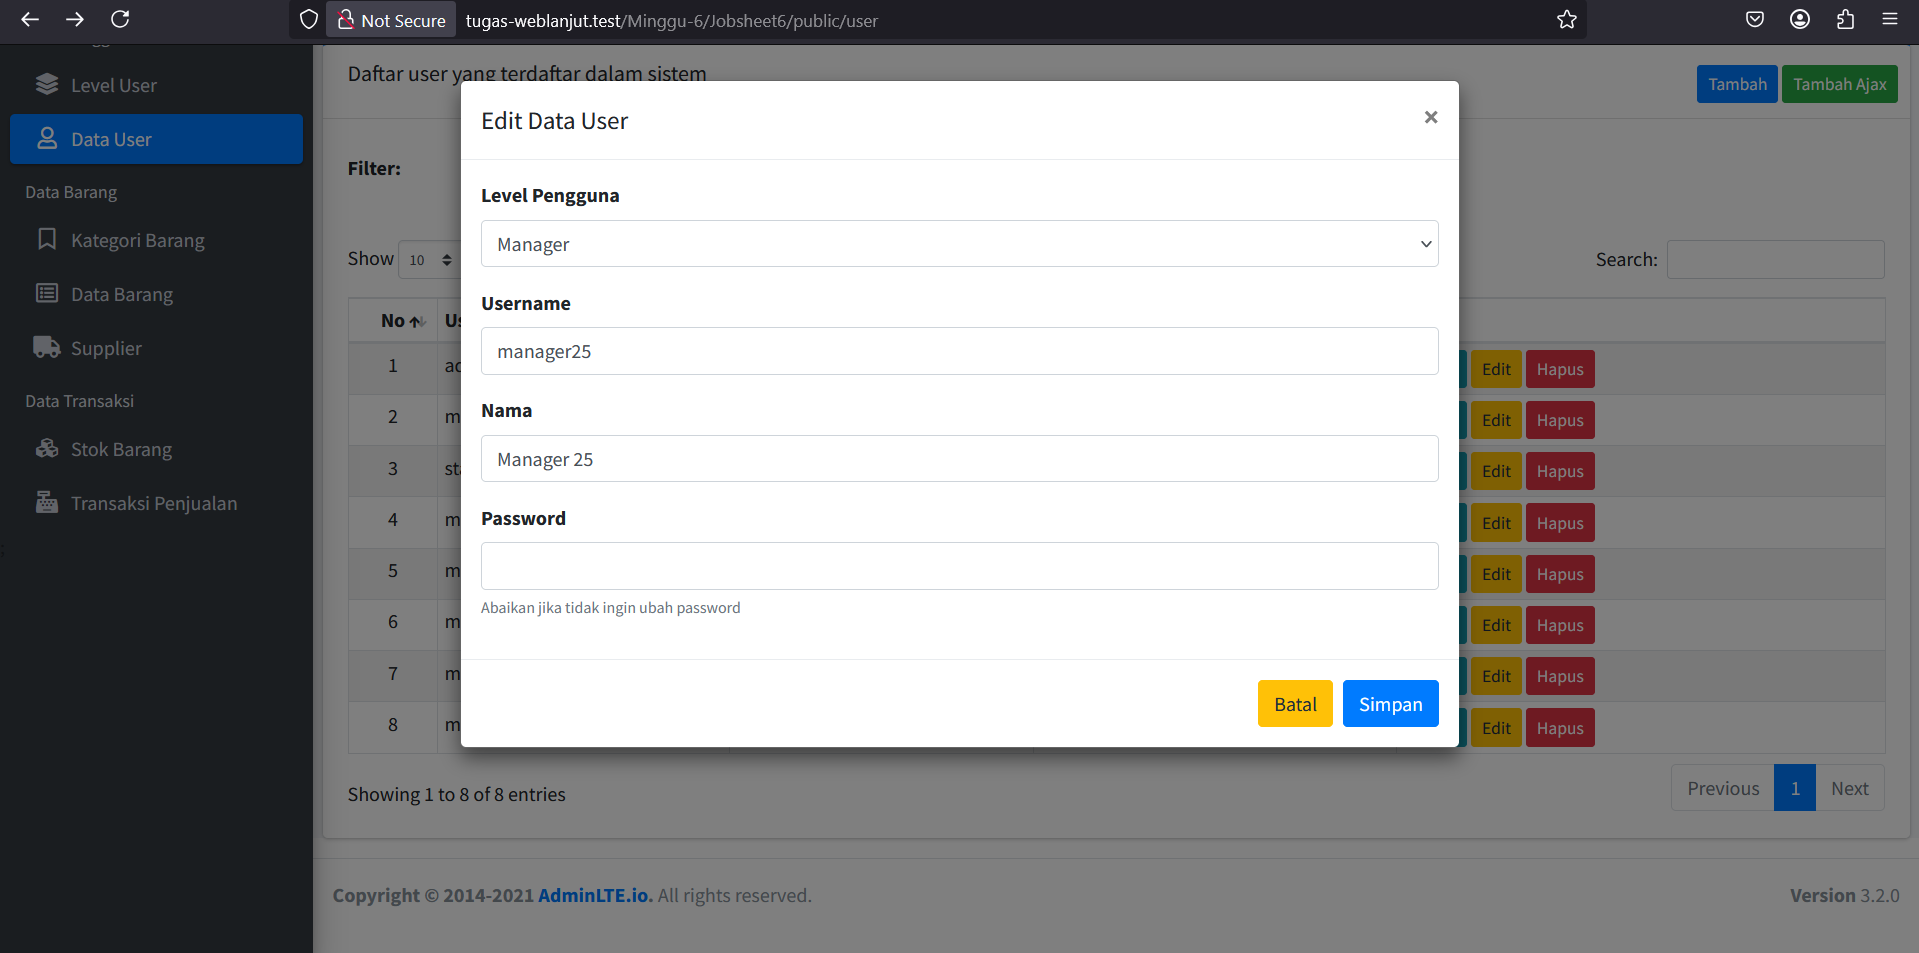 Not Secure tugas-weblanjut.test/Minggu-6/Jobsheet6/public/user
Level User
Data User
Data Barang
Kategori Barang
Data Barang
Supplier
Data Transaksi
Stok Barang
Transaksi Penjualan
Daftar user yang terdaftar dalam sistem
Tambah Tambah Ajax
Filter:
Show 10
Search:
No
1
Edit Hapus
2
Edit Hapus
3
Edit Hapus
4
Edit Hapus
5
Edit Hapus
6
Edit Hapus
7
Edit Hapus
8
Edit Hapus
Showing 1 to 8 of 8 entries
Previous 1 Next
Edit Data User ×
Level Pengguna
Manager
Username
manager25
Nama
Manager 25
Password
Abaikan jika tidak ingin ubah password
Batal Simpan
Copyright © 2014-2021 AdminLTE.io. All rights reserved.
Version 3.2.0